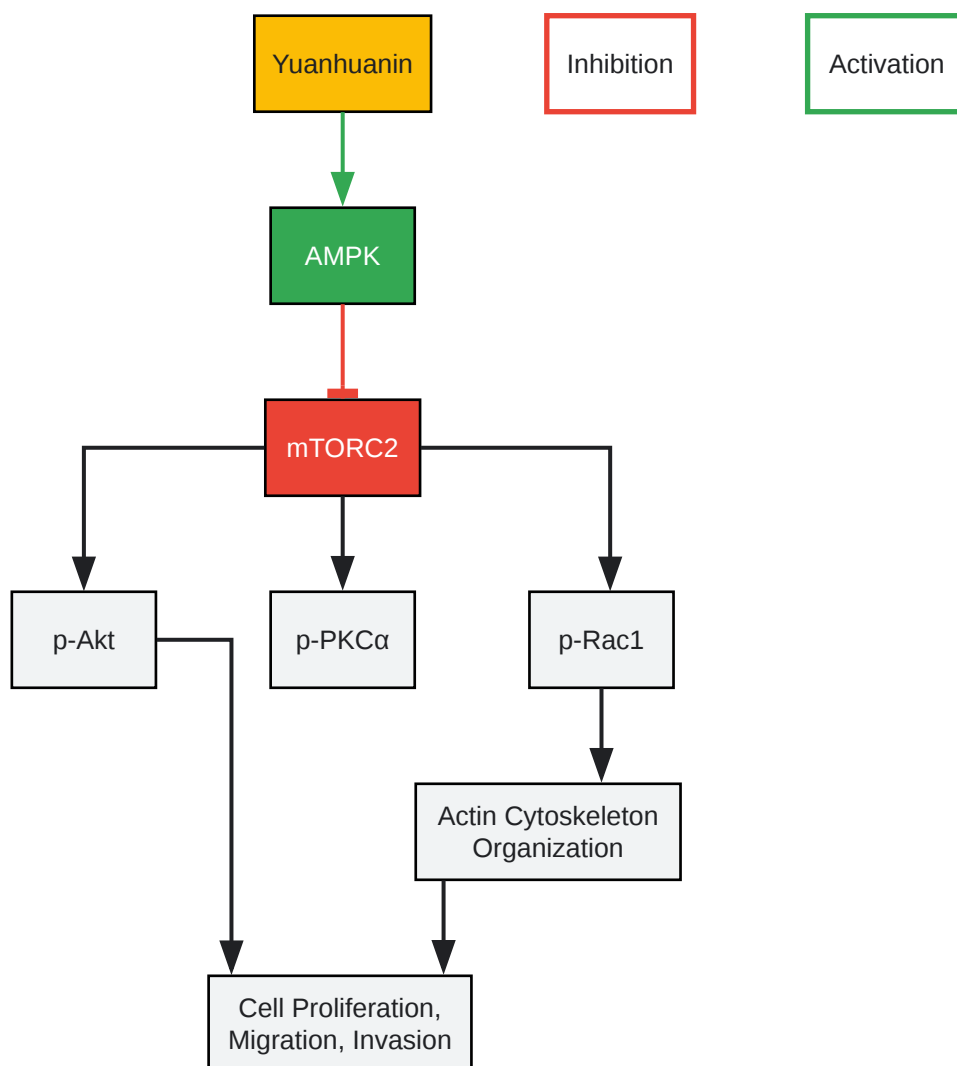 Yuanhuanin
Inhibition
Activation
AMPK
mTORC2
p-Akt
p-PKCα
p-Rac1
Actin Cytoskeleton
Organization
Cell Proliferation,
Migration, Invasion